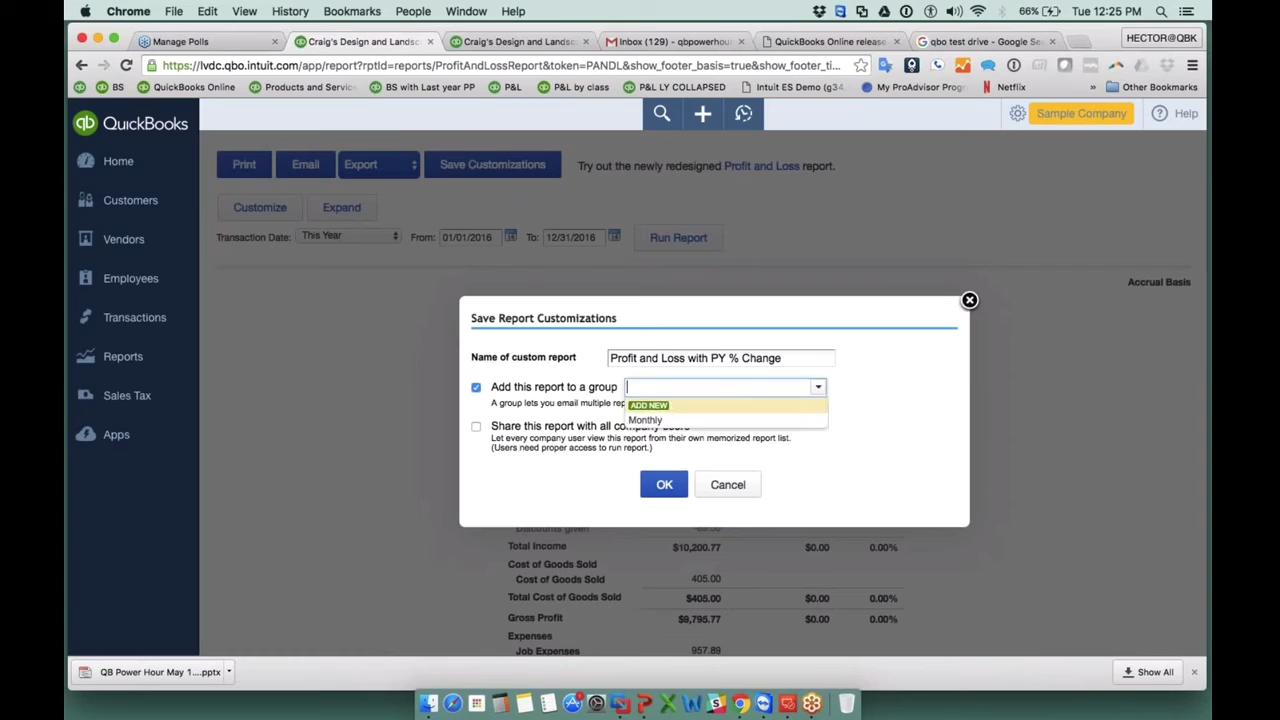 Chrome File Edit View History Bookmarks People Window Help 66% Tue 12:25 PM
Manage Polls Craig's Design and Landsc Craig's Design and Landsc Inbox (129) - qbpowerhou QuickBooks Online release qbo test drive - Google Se HECTOR@QBK
https://lvdc.qbo.intuit.com/app/report?rptId=reports/ProfitAndLossReport&token=PANDL&show_footer_basis=true&show_footer_ti...
BS QuickBooks Online Products and Servic BS with Last year PP P&L P&L by class P&L LY COLLAPSED Intuit ES Demo (g34 My ProAdvisor Prog Netflix » Other Bookmarks
qb QuickBooks
Sample Company Help
Home
Customers
Vendors
Employees
Transactions
Reports
Sales Tax
Apps
Print Email Export Save Customizations Try out the newly redesigned Profit and Loss report.
Customize Expand
Transaction Date: This Year From: 01/01/2016 To: 12/31/2016 Run Report
Accrual Basis
Save Report Customizations
Name of custom report Profit and Loss with PY % Change
Add this report to a group
A group lets you email multiple rep
ADD NEW
Monthly
Share this report with all company users
Let every company user view this report from their own memorized report list.
(Users need proper access to run report.)
OK Cancel
Discounts given
Total Income $10,200.77 $0.00 0.00%
Cost of Goods Sold
Cost of Goods Sold 405.00
Total Cost of Goods Sold $405.00 $0.00 0.00%
Gross Profit $9,795.77 $0.00 0.00%
Expenses
Job Expenses 957.89
QB Power Hour May 1....pptx Show All